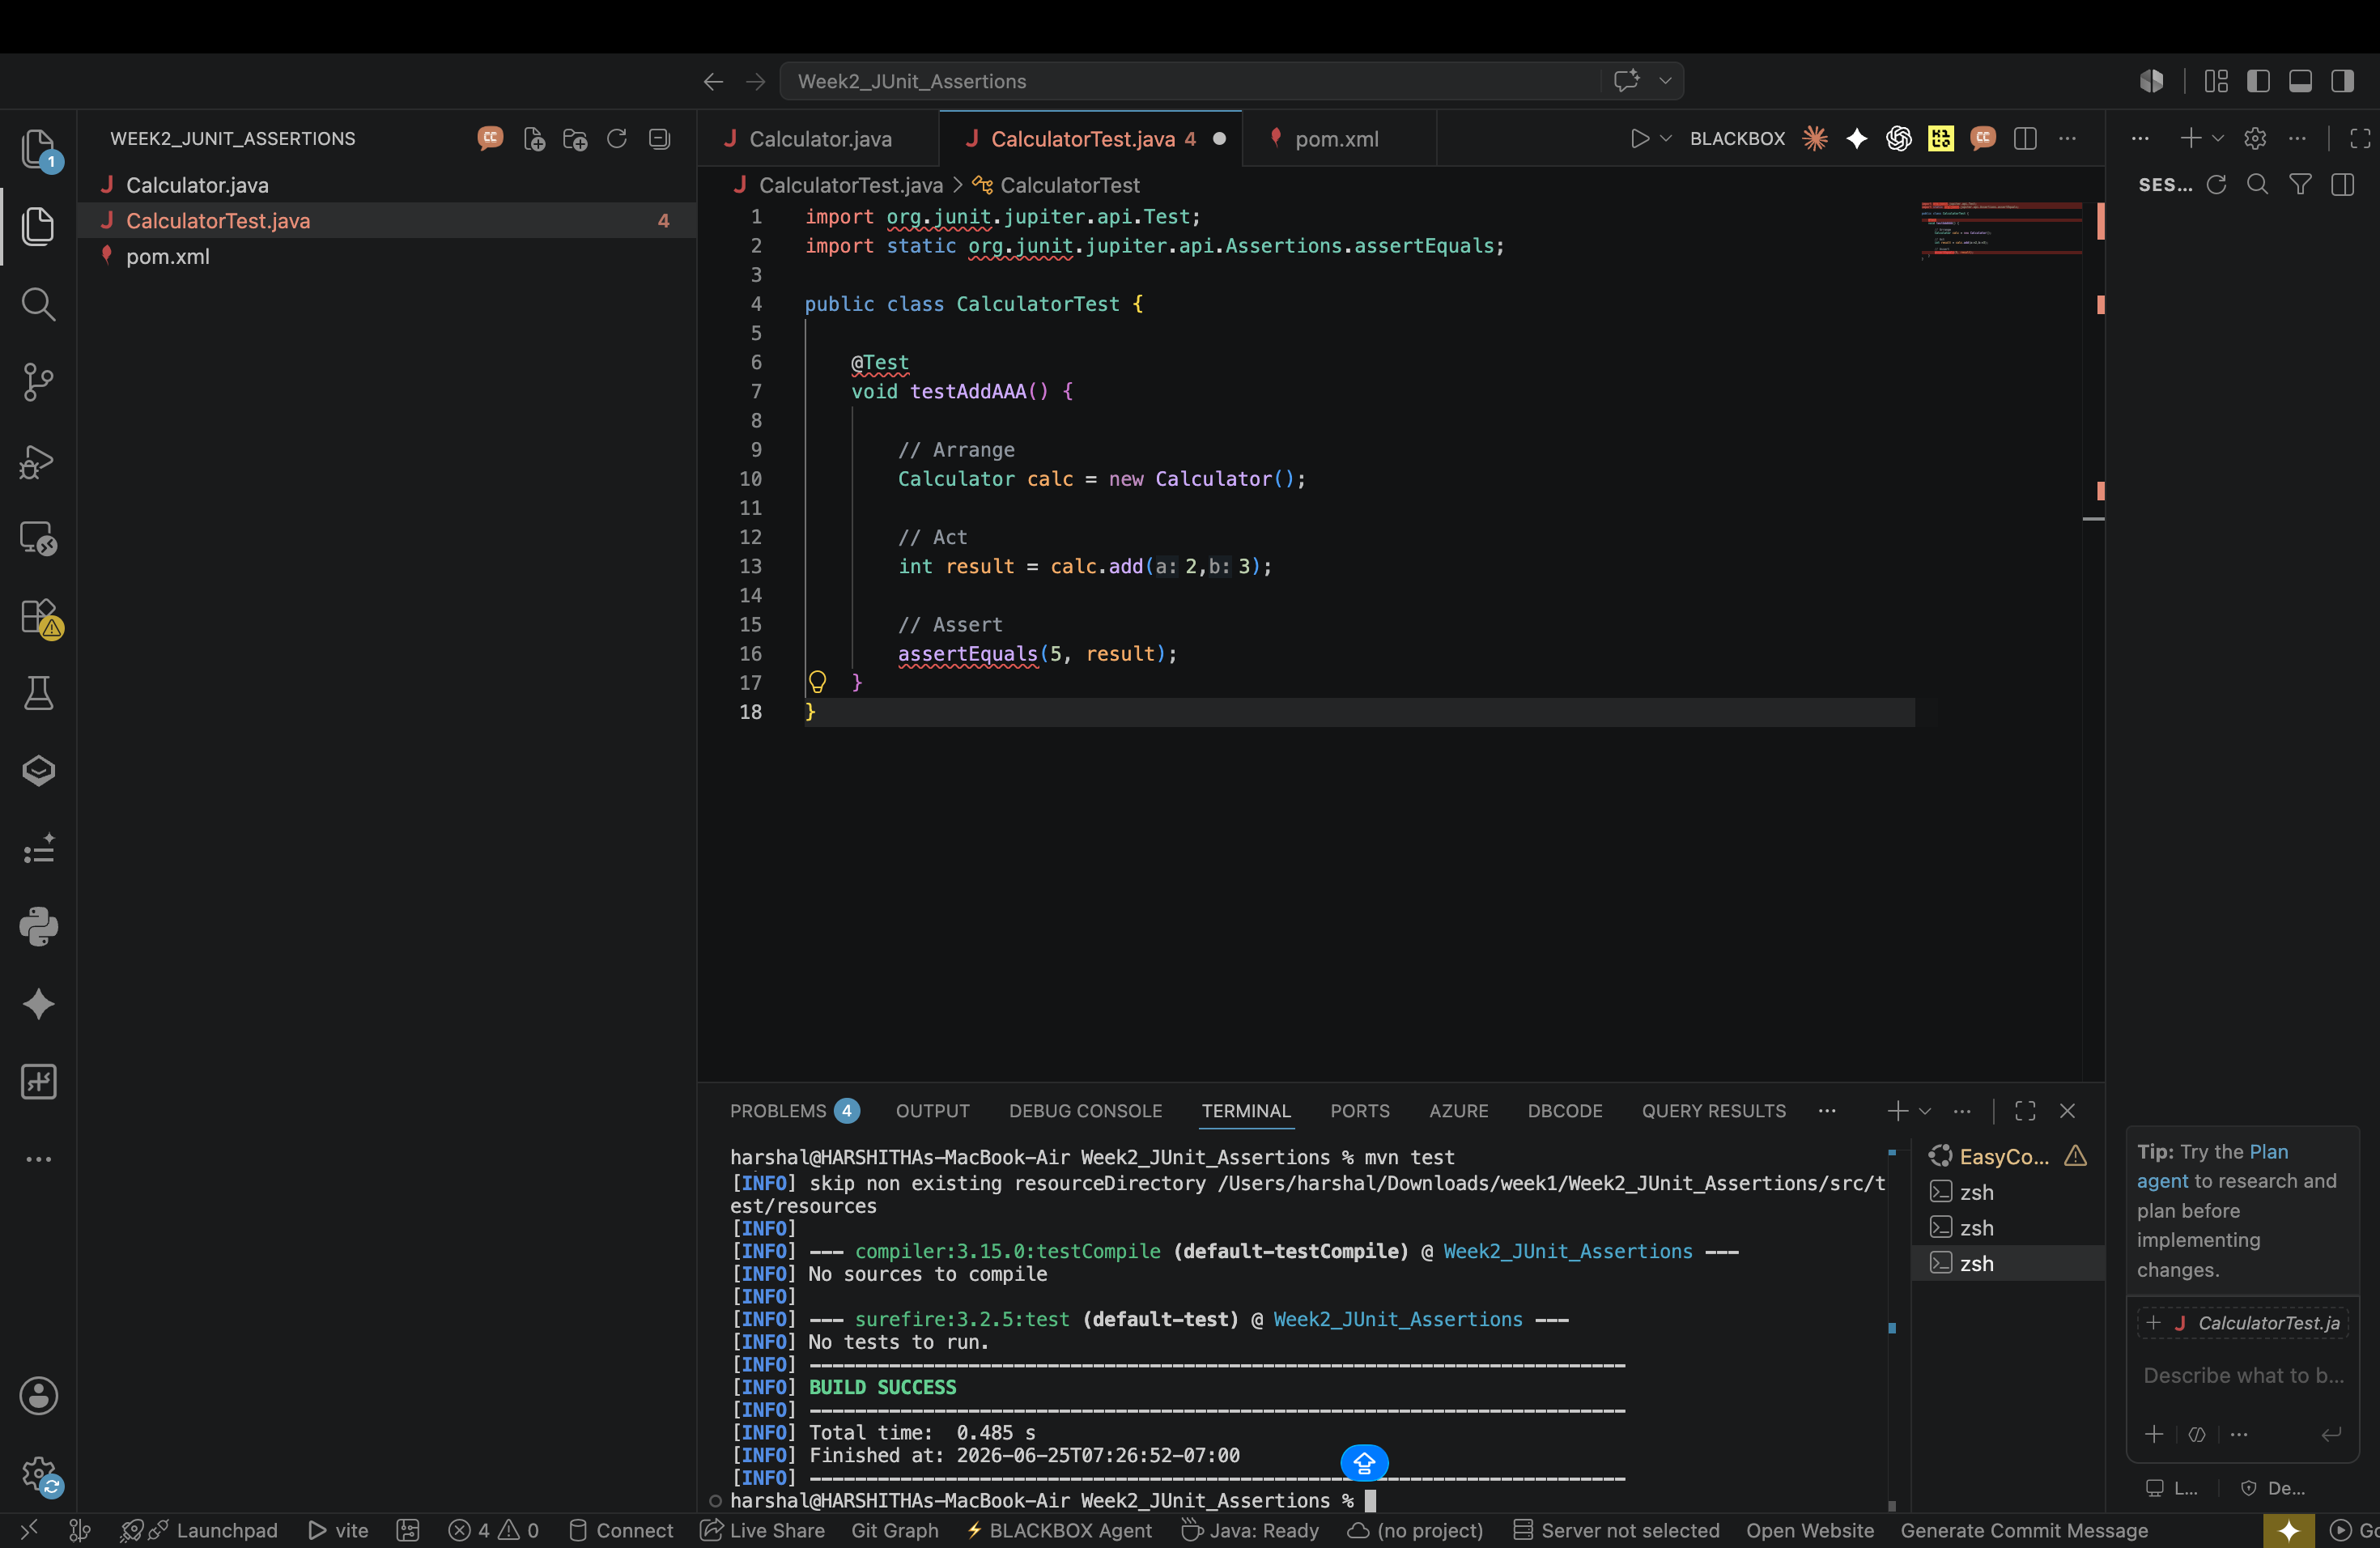 Week2_JUnit_Assertions
WEEK2_JUNIT_ASSERTIONS
CC
1
J Calculator.java
J CalculatorTest.java 4
pom.xml
J Calculator.java
J CalculatorTest.java 4
pom.xml
BLACKBOX
CC
J CalculatorTest.java > CalculatorTest
1 import org.junit.jupiter.api.Test;
2 import static org.junit.jupiter.api.Assertions.assertEquals;
3
4 public class CalculatorTest {
5
6 @Test
7 void testAddAAA() {
8
9 // Arrange
10 Calculator calc = new Calculator();
11
12 // Act
13 int result = calc.add(a: 2,b: 3);
14
15 // Assert
16 assertEquals(5, result);
17 }
18 }
SES...
PROBLEMS 4 OUTPUT DEBUG CONSOLE TERMINAL PORTS AZURE DBCODE QUERY RESULTS ...
harshal@HARSHITHAs-MacBook-Air Week2_JUnit_Assertions % mvn test
[INFO] skip non existing resourceDirectory /Users/harshal/Downloads/week1/Week2_JUnit_Assertions/src/t
est/resources
[INFO]
[INFO] --- compiler:3.15.0:testCompile (default-testCompile) @ Week2_JUnit_Assertions ---
[INFO] No sources to compile
[INFO]
[INFO] --- surefire:3.2.5:test (default-test) @ Week2_JUnit_Assertions ---
[INFO] No tests to run.
[INFO] ------------------------------------------------------------------------
[INFO] BUILD SUCCESS
[INFO] ------------------------------------------------------------------------
[INFO] Total time:  0.485 s
[INFO] Finished at: 2026-06-25T07:26:52-07:00
[INFO] ------------------------------------------------------------------------
harshal@HARSHITHAs-MacBook-Air Week2_JUnit_Assertions %
EasyCo...
zsh
zsh
zsh
Tip: Try the Plan
agent to research and
plan before
implementing
changes.
J CalculatorTest.ja
Describe what to b...
L... De...
Launchpad vite 4 0 Connect Live Share Git Graph BLACKBOX Agent Java: Ready (no project) Server not selected Open Website Generate Commit Message Go